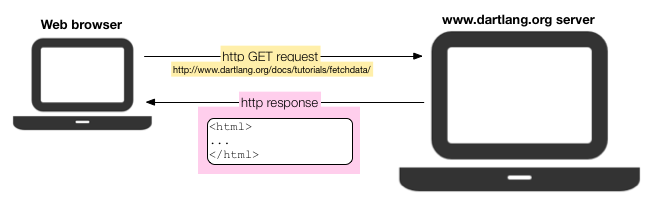 Web browser
www.dartlang.org server
http GET request
http://www.dartlang.org/docs/tutorials/fetchdata/
http response
<html>
...
</html>